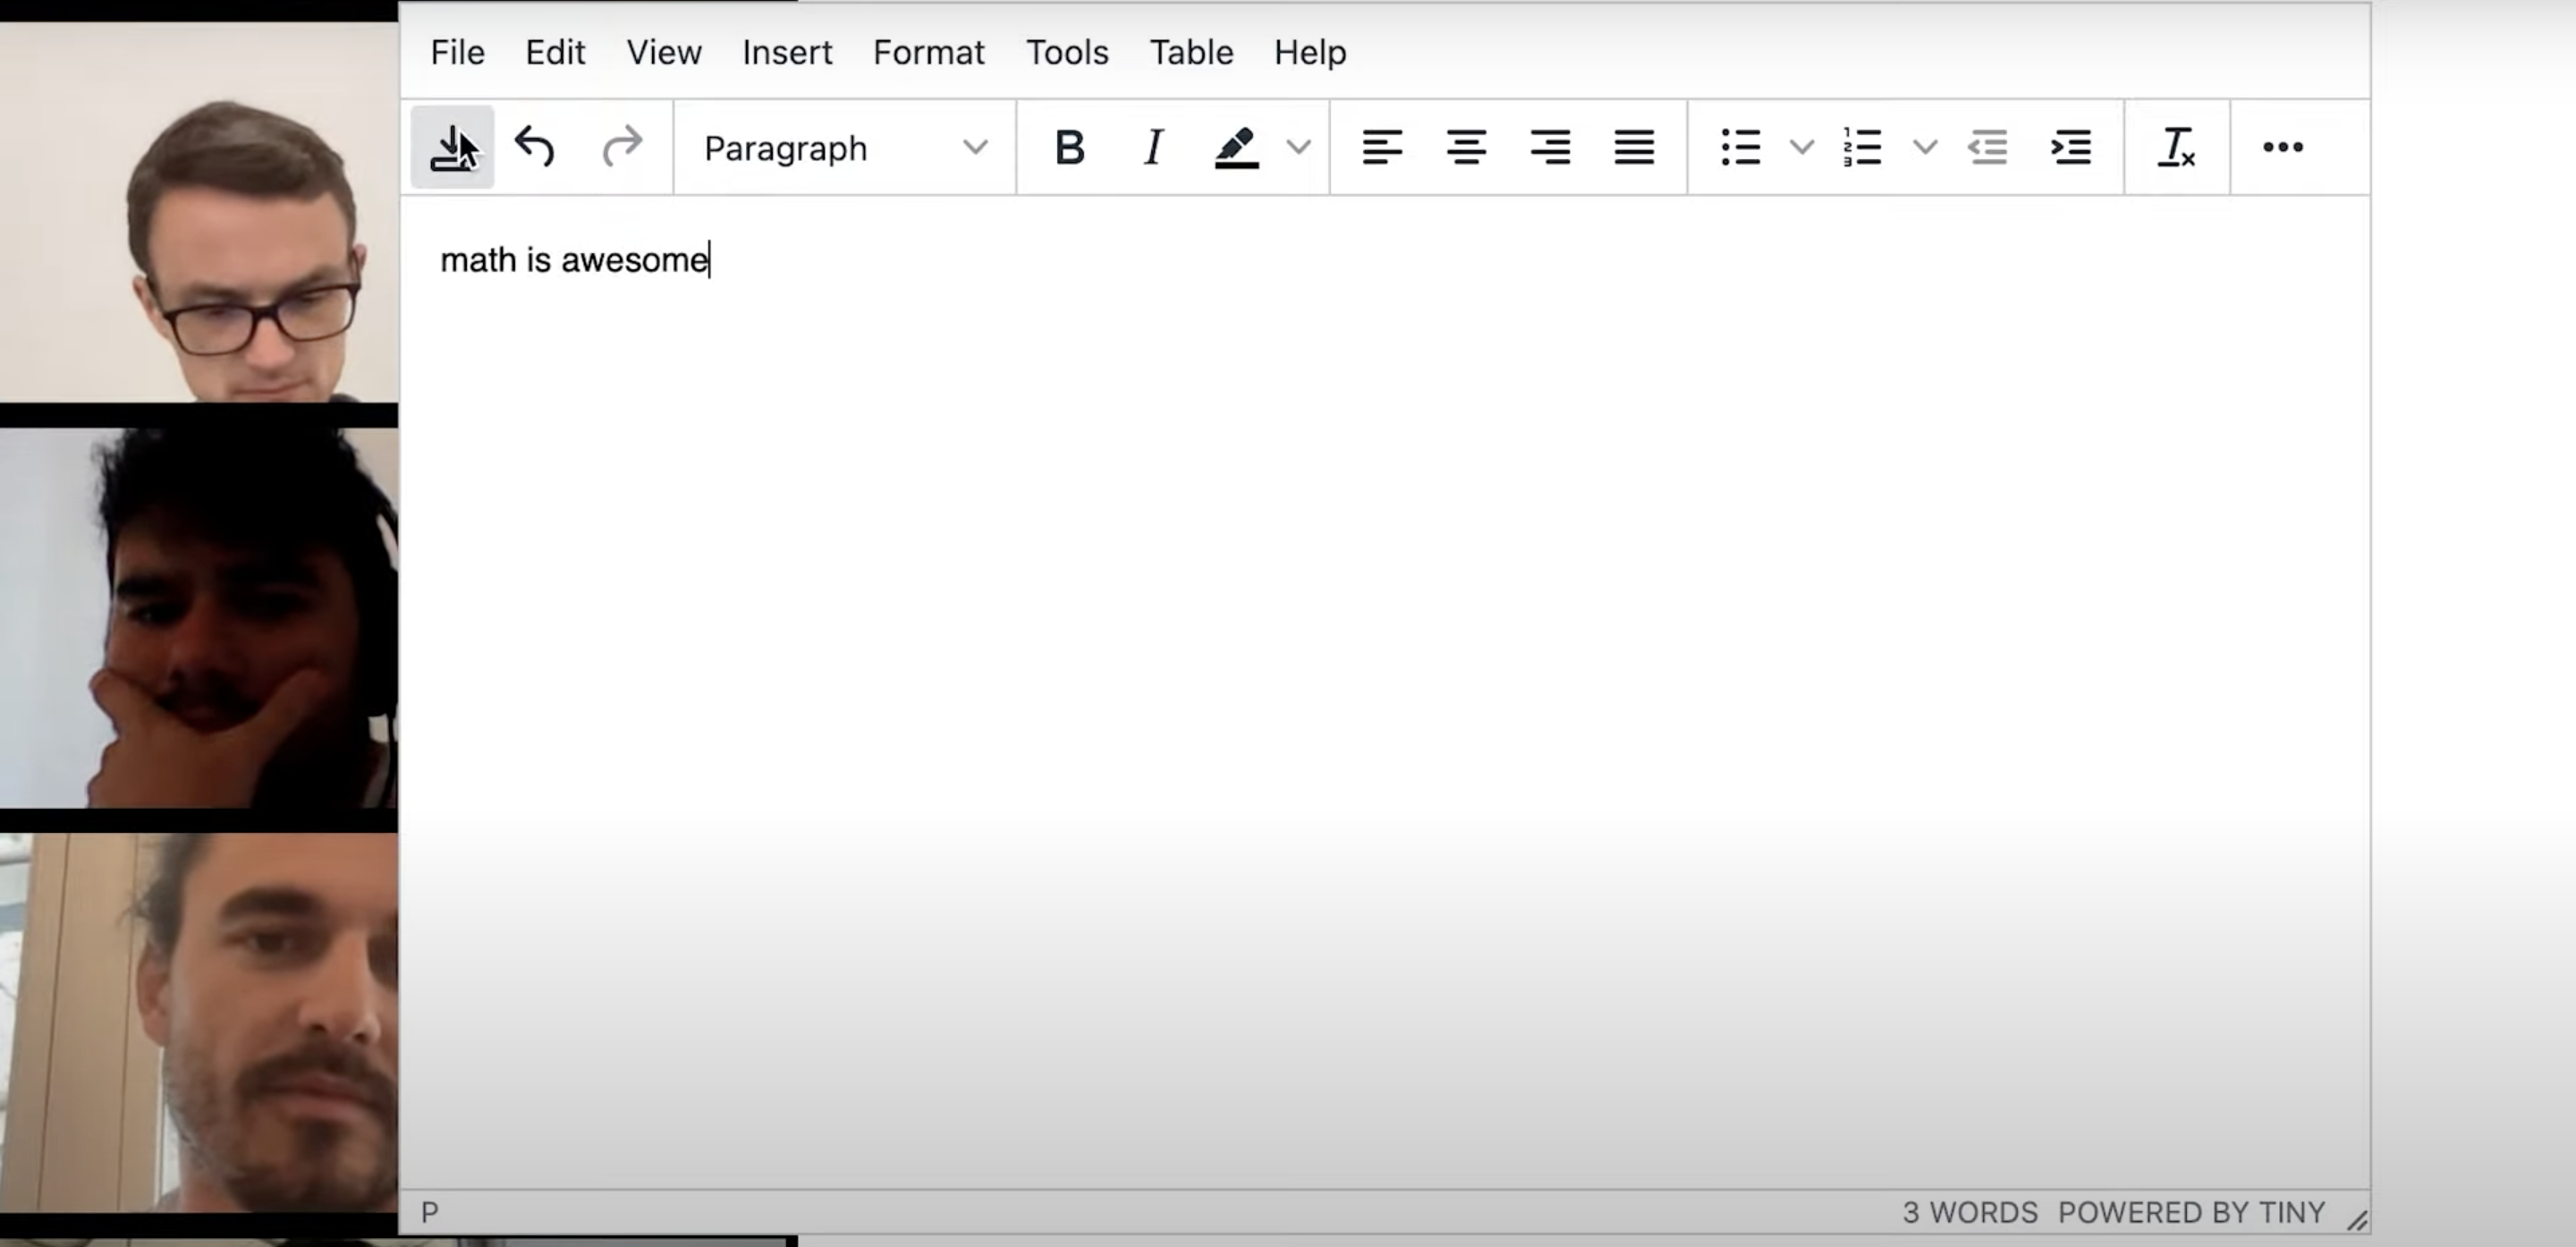 File Edit View Insert Format Tools Table Help
Paragraph B I
math is awesome
P 3 WORDS POWERED BY TINY